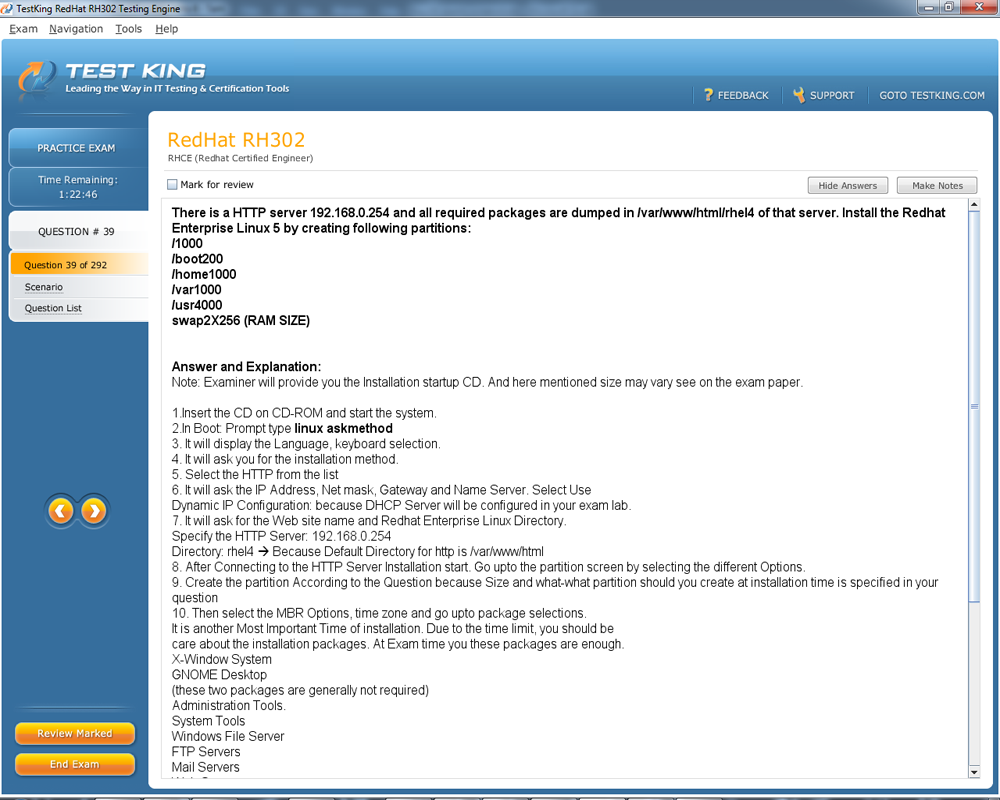 TestKing RedHat RH302 Testing Engine
Exam Navigation Tools Help
TEST KING
Leading the Way in IT Testing & Certification Tools
FEEDBACK SUPPORT GOTO TESTKING.COM
PRACTICE EXAM
Time Remaining:
1:22:46
QUESTION # 39
Question 39 of 292
Scenario
Question List
Review Marked
End Exam
RedHat RH302
RHCE (Redhat Certified Engineer)
Mark for review
Hide Answers Make Notes
There is a HTTP server 192.168.0.254 and all required packages are dumped in /var/www/html/rhel4 of that server. Install the Redhat
Enterprise Linux 5 by creating following partitions:
/1000
/boot200
/home1000
/var1000
/usr4000
swap2X256 (RAM SIZE)
Answer and Explanation:
Note: Examiner will provide you the Installation startup CD. And here mentioned size may vary see on the exam paper.
1.Insert the CD on CD-ROM and start the system.
2.In Boot: Prompt type linux askmethod
3. It will display the Language, keyboard selection.
4. It will ask you for the installation method.
5. Select the HTTP from the list
6. It will ask the IP Address, Net mask, Gateway and Name Server. Select Use
Dynamic IP Configuration: because DHCP Server will be configured in your exam lab.
7. It will ask for the Web site name and Redhat Enterprise Linux Directory.
Specify the HTTP Server: 192.168.0.254
Directory: rhel4 → Because Default Directory for http is /var/www/html
8. After Connecting to the HTTP Server Installation start. Go upto the partition screen by selecting the different Options.
9. Create the partition According to the Question because Size and what-what partition should you create at installation time is specified in your
question
10. Then select the MBR Options, time zone and go upto package selections.
It is another Most Important Time of installation. Due to the time limit, you should be
care about the installation packages. At Exam time you these packages are enough.
X-Window System
GNOME Desktop
(these two packages are generally not required)
Administration Tools.
System Tools
Windows File Server
FTP Servers
Mail Servers